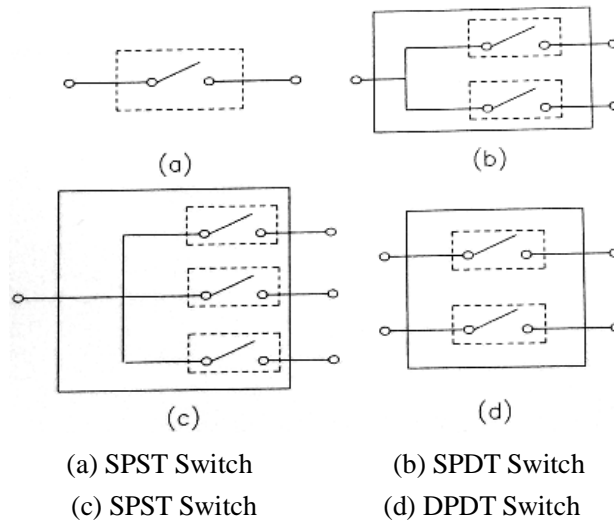 (a)
(b)
(c)
(d)
(a) SPST Switch
(b) SPDT Switch
(c) SPST Switch
(d) DPDT Switch